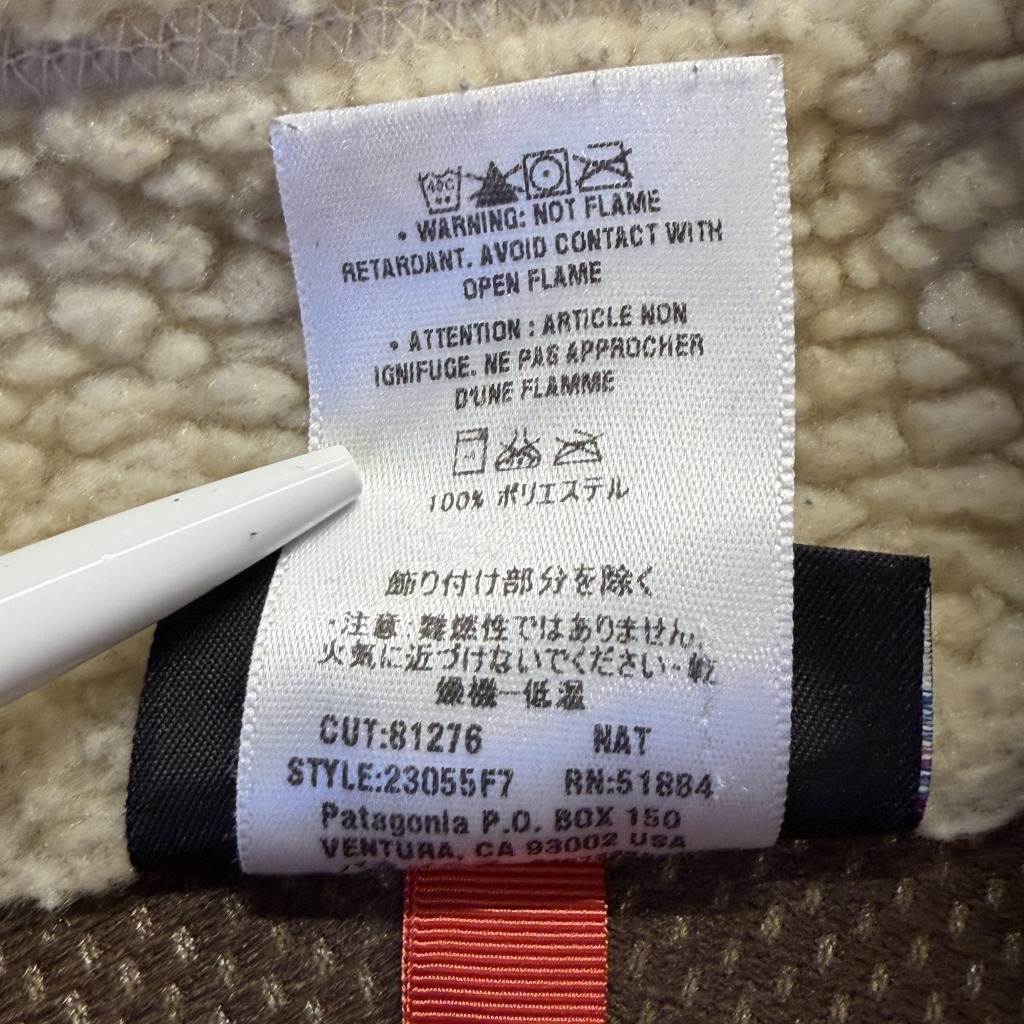 40C
• WARNING: NOT FLAME
RETARDANT. AVOID CONTACT WITH
OPEN FLAME
• ATTENTION : ARTICLE NON
IGNIFUGE. NE PAS APPROCHER
D'UNE FLAMME
100% ポリエステル
飾り付け部分を除く
・注意:難燃性ではありません。
火気に近づけないでください・乾
燥機-低温
CUT:81276 NAT
STYLE:23055F7 RN:51884
Patagonia P.O. BOX 150
VENTURA, CA 93002 USA